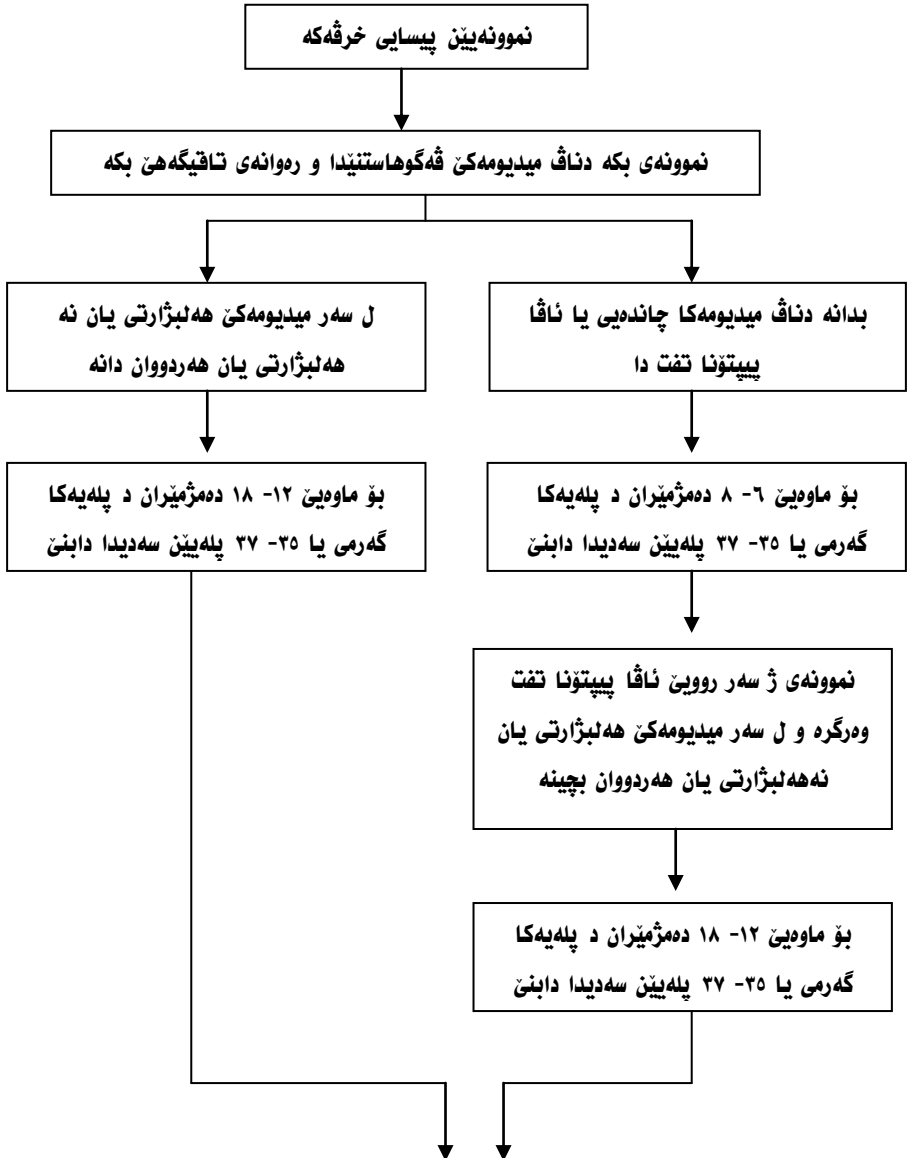 نموونەیێن پیسایی خرڤەکە
نموونەی بکە دناڤ میدیومەکێ ڤەگوهاستنێدا و رەوانەی تاقیگەهێ بکە
بدانە دناڤ میدیومەکا چاندەیی یا ئاڤا
پیپتۆنا تفت دا
بۆ ماوەیێ ٦- ٨ دەمژمێران د پلەیەکا
گەرمی یا ٣٥- ٣٧ پلەیێن سەدیدا دابنێ
نموونەی ژ سەر روویێ ئاڤا پیپتۆنا تفت
وەرگرە و ل سەر میدیومەکێ هەلبژارتی یان
نەهەلبژارتی یان هەردووان بچینە
بۆ ماوەیێ ١٢- ١٨ دەمژمێران د پلەیەکا
گەرمی یا ٣٥- ٣٧ پلەیێن سەدیدا دابنێ
ل سەر میدیومەکێ هەلبژارتی یان نە
هەلبژارتی یان هەردووان دانە
بۆ ماوەیێ ١٢- ١٨ دەمژمێران د پلەیەکا
گەرمی یا ٣٥- ٣٧ پلەیێن سەدیدا دابنێ